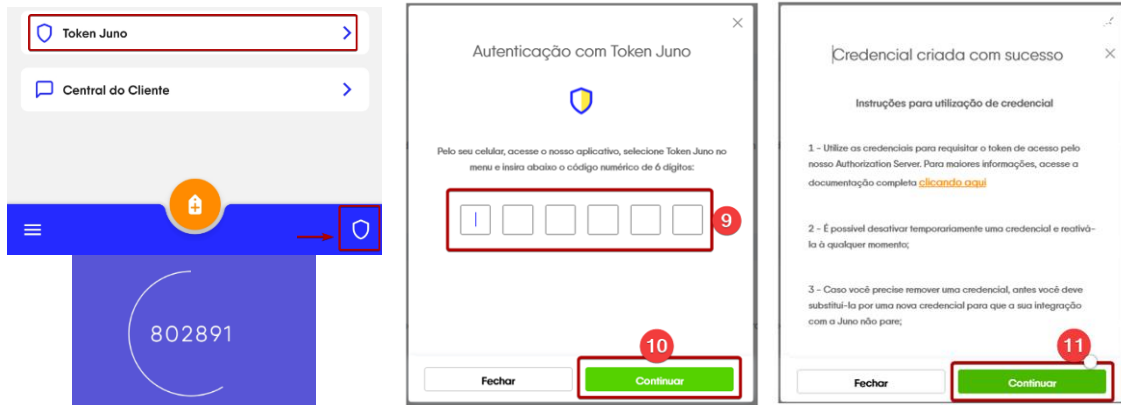 Token Juno
Central do Cliente
802891
Autenticação com Token Juno
Pelo seu celular, acesse o nosso aplicativo, selecione Token Juno no
menu e insira abaixo o código numérico de 6 dígitos:
9
10
Fechar
Continuar
Credencial criada com sucesso
Instruções para utilização de credencial
1 - Utilize as credenciais para requisitar o token de acesso pelo
nosso Authorization Server. Para maiores informações, acesse a
documentação completa clicando aqui
2 - É possível desativar temporariamente uma credencial e reativá-
la à qualquer momento;
3 - Caso você precise remover uma credencial, antes você deve
substituí-la por uma nova credencial para que a sua integração
com a Juno não pare;
11
Fechar
Continuar